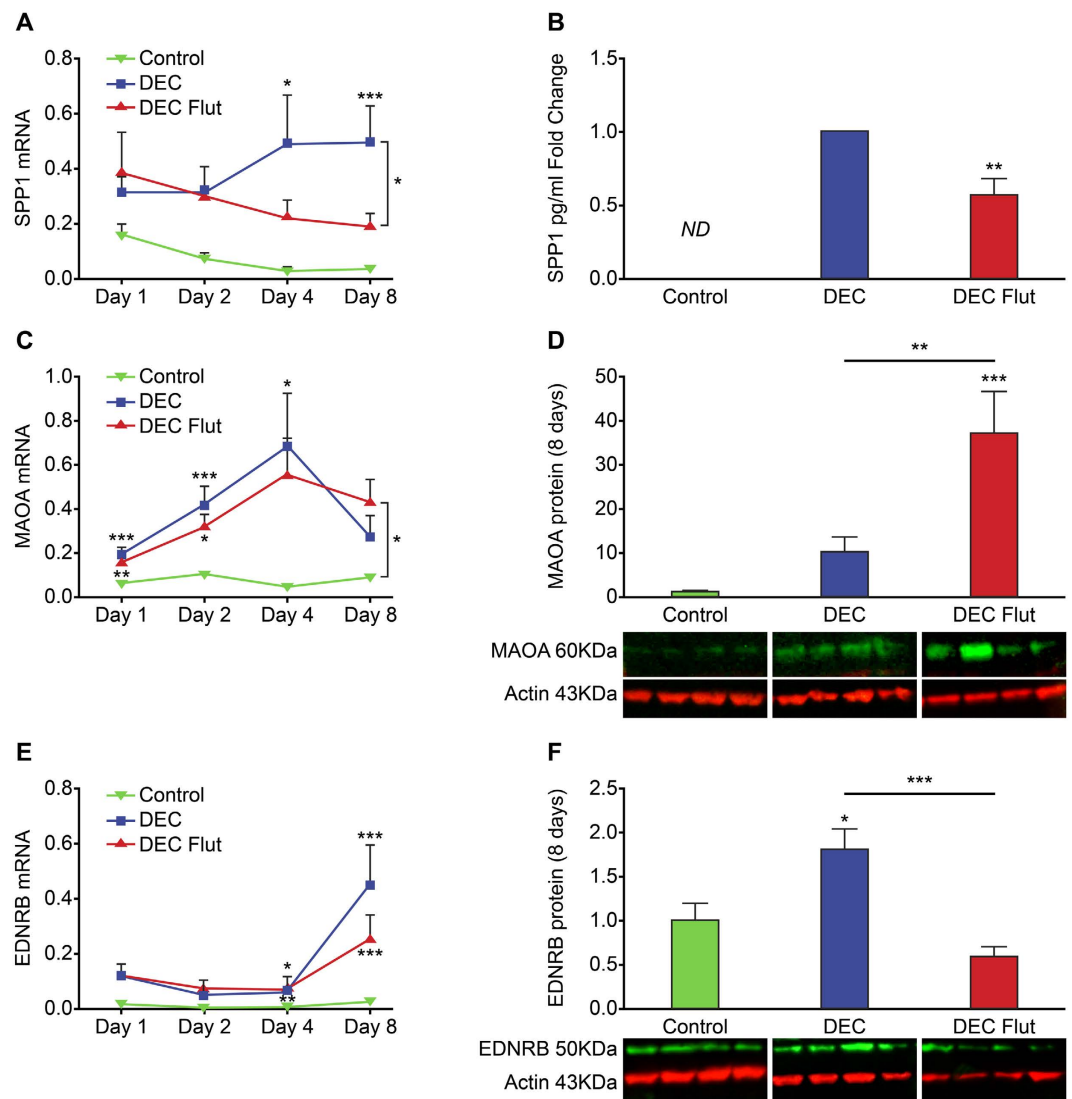 A
SPP1 mRNA
0.8
0.6
0.4
0.2
0.0
Control
DEC
DEC Flut
*
***
*
Day 1 Day 2 Day 4 Day 8
B
SPP1 pg/ml Fold Change
1.5
1.0
0.5
0.0
ND
**
Control DEC DEC Flut
C
MAOA mRNA
1.0
0.8
0.6
0.4
0.2
0.0
Control
DEC
DEC Flut
*
***
*
***
**
*
Day 1 Day 2 Day 4 Day 8
D
MAOA protein (8 days)
50
40
30
20
10
0
**
***
Control DEC DEC Flut
MAOA 60KDa
Actin 43KDa
E
EDNRB mRNA
0.8
0.6
0.4
0.2
0.0
Control
DEC
DEC Flut
***
***
*
**
Day 1 Day 2 Day 4 Day 8
F
EDNRB protein (8 days)
2.5
2.0
1.5
1.0
0.5
0.0
***
*
Control DEC DEC Flut
EDNRB 50KDa
Actin 43KDa